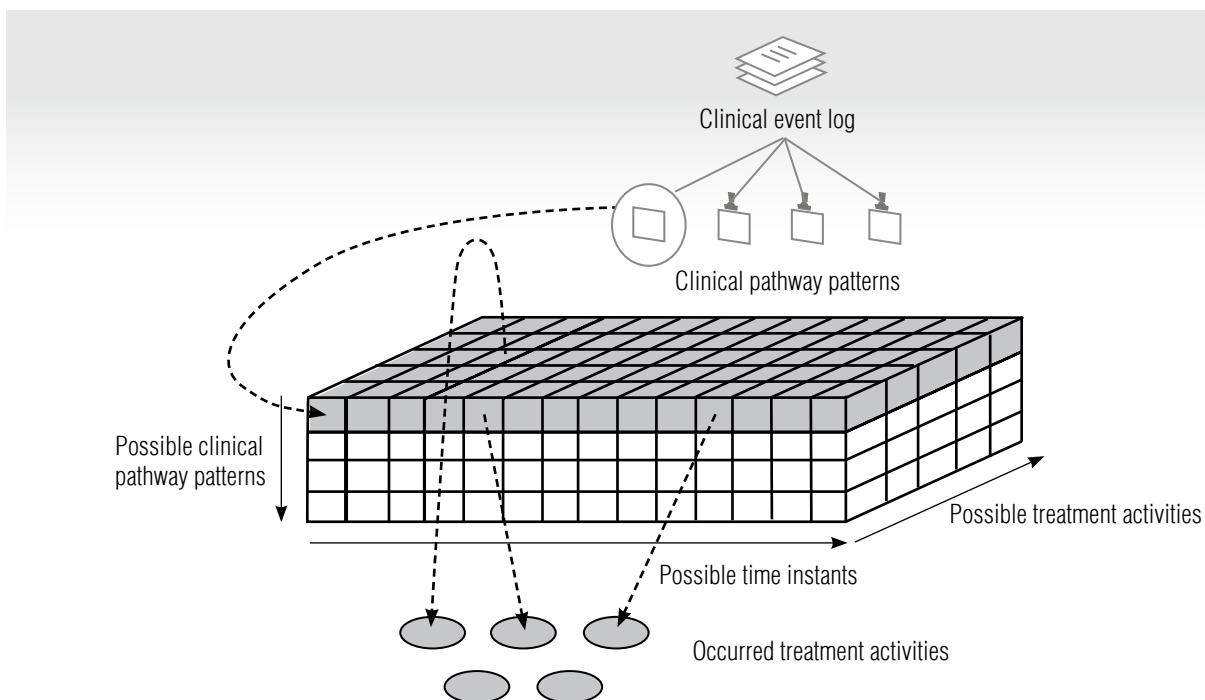 Clinical event log
Clinical pathway patterns
Possible clinical
pathway patterns
Possible treatment activities
Possible time instants
Occurred treatment activities